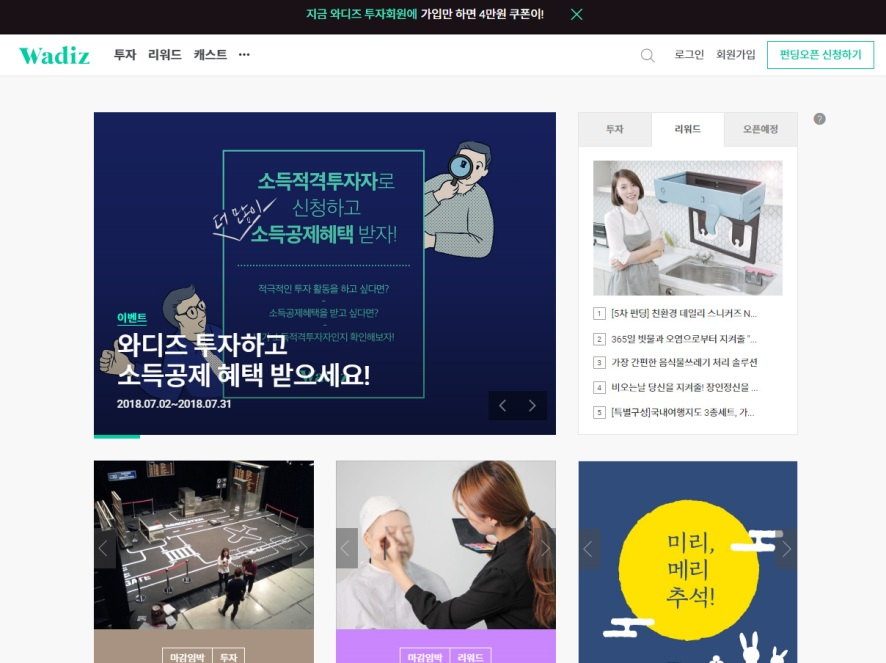 지금 와디즈 투자회원에 가입만 하면 4만원 쿠폰이!
Wadiz
투자 리워드 캐스트 ···
로그인 회원가입 펀딩오픈 신청하기
소득적격투자자로
신청하고
더 많이
소득공제혜택 받자!
적극적인 투자 활동을 하고 싶다면?
~
소득공제혜택을 받고 싶다면?
~
소득적격투자자인지 확인해보자!
이벤트
와디즈 투자하고
소득공제 혜택 받으세요!
2018.07.02~2018.07.31
투자 리워드 오픈예정
?
1 [5차 펀딩] 친환경 데일리 스니커즈 N...
2 365일 빗물과 오염으로부터 지켜줄 "...
3 가장 간편한 음식물쓰레기 처리 솔루션
4 비오는날 당신을 지켜줄! 장인정신을 ...
5 [특별구성]국내여행지도 3종세트, 가...
GATE
마감임박 투자
마감임박 리워드
미리,
메리
추석!